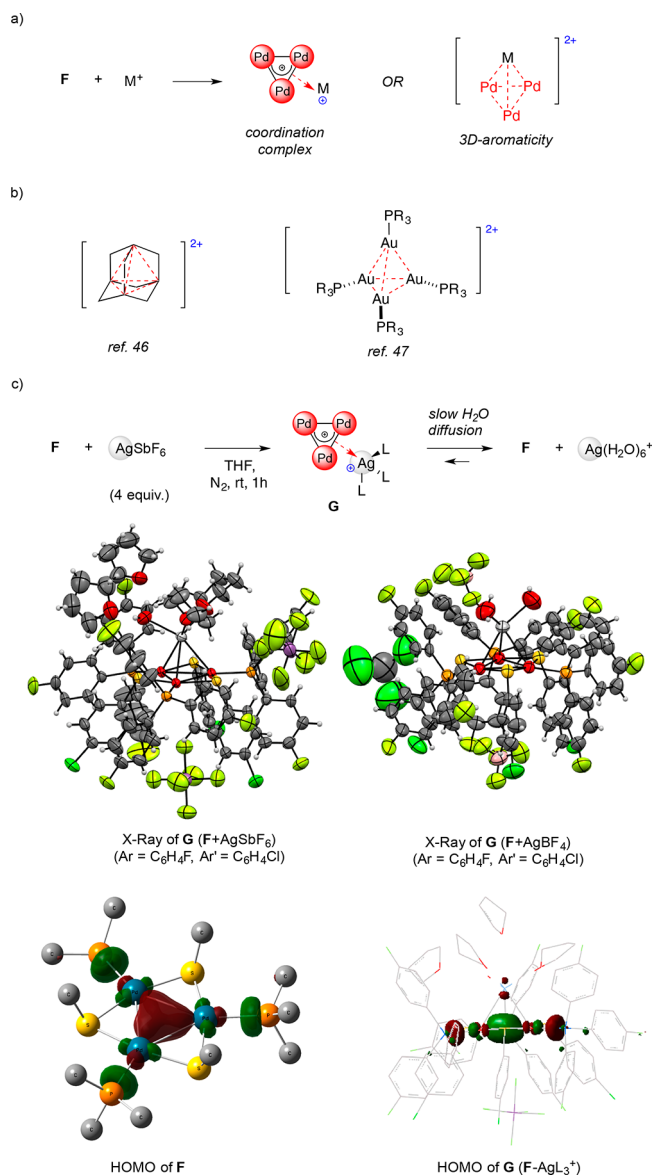 a)
Pd Pd
Pd
⊕
F + M⁺
M
⊕
OR
M
Pd Pd
Pd
2+
coordination
complex
3D-aromaticity
b)
2+
ref. 46
PR₃
Au
R₃P Au Au PR₃
Au
PR₃
2+
ref. 47
c)
F + AgSbF₆
(4 equiv.)
THF,
N₂, rt, 1h
Pd Pd
Pd
⊕
⊕
Ag L
L
L
G
slow H₂O
diffusion
F + Ag(H₂O)₆⁺
X-Ray of G (F+AgSbF₆)
(Ar = C₆H₄F, Ar' = C₆H₄Cl)
X-Ray of G (F+AgBF₄)
(Ar = C₆H₄F, Ar' = C₆H₄Cl)
HOMO of F
HOMO of G (F-AgL₃⁺)